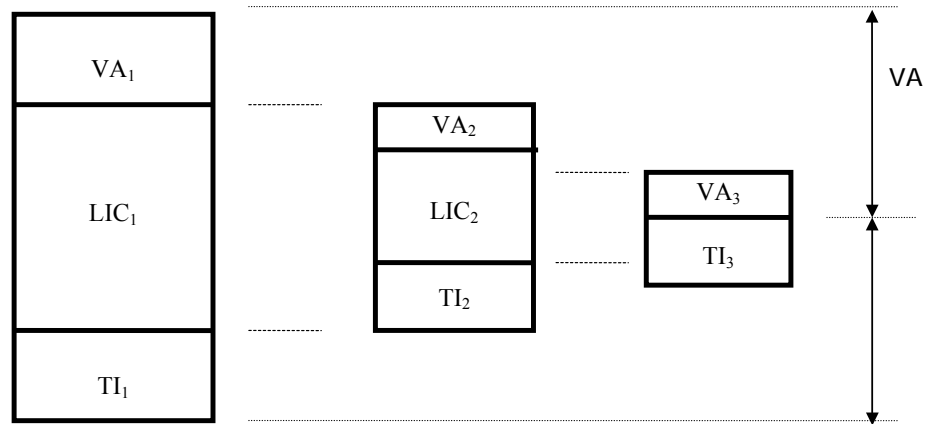 VA₁
LIC₁
TI₁
VA₂
LIC₂
TI₂
VA₃
TI₃
VA